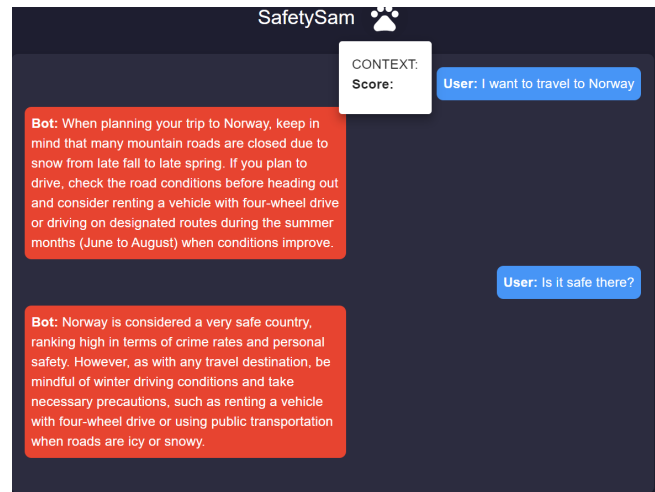 SafetySam
CONTEXT:
Score:
User: I want to travel to Norway
Bot: When planning your trip to Norway, keep in
mind that many mountain roads are closed due to
snow from late fall to late spring. If you plan to
drive, check the road conditions before heading out
and consider renting a vehicle with four-wheel drive
or driving on designated routes during the summer
months (June to August) when conditions improve.
User: Is it safe there?
Bot: Norway is considered a very safe country,
ranking high in terms of crime rates and personal
safety. However, as with any travel destination, be
mindful of winter driving conditions and take
necessary precautions, such as renting a vehicle
with four-wheel drive or using public transportation
when roads are icy or snowy.